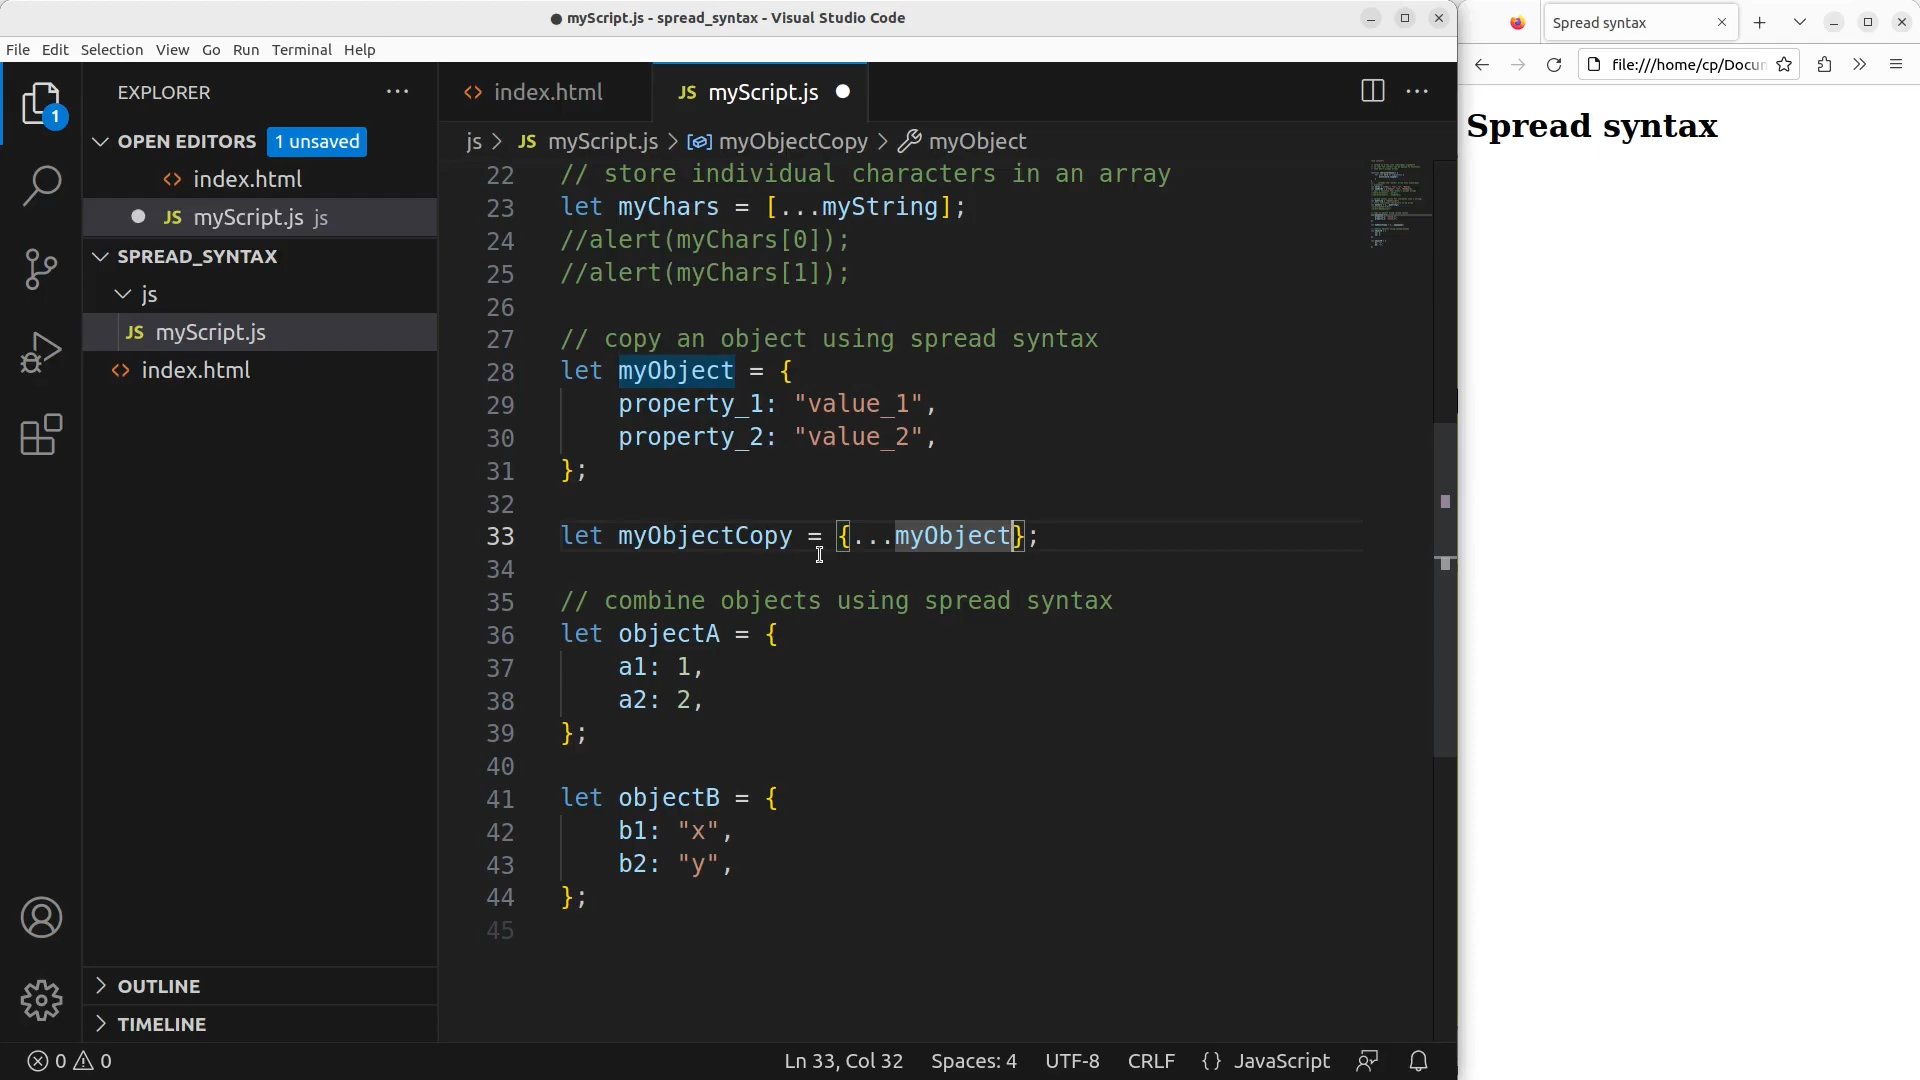 myScript.js - spread_syntax - Visual Studio Code
File Edit Selection View Go Run Terminal Help
EXPLORER
OPEN EDITORS 1 unsaved
index.html
JS myScript.js js
SPREAD_SYNTAX
js
JS myScript.js
index.html
OUTLINE
TIMELINE
index.html JS myScript.js
js > JS myScript.js > myObjectCopy > myObject
22 // store individual characters in an array
23 let myChars = [...myString];
24 //alert(myChars[0]);
25 //alert(myChars[1]);
26
27 // copy an object using spread syntax
28 let myObject = {
29 property_1: "value_1",
30 property_2: "value_2",
31 };
32
33 let myObjectCopy = {...myObject};
34
35 // combine objects using spread syntax
36 let objectA = {
37 a1: 1,
38 a2: 2,
39 };
40
41 let objectB = {
42 b1: "x",
43 b2: "y",
44 };
45
1
0 0 Ln 33, Col 32 Spaces: 4 UTF-8 CRLF {} JavaScript
Spread syntax
file:///home/cp/Docu
Spread syntax